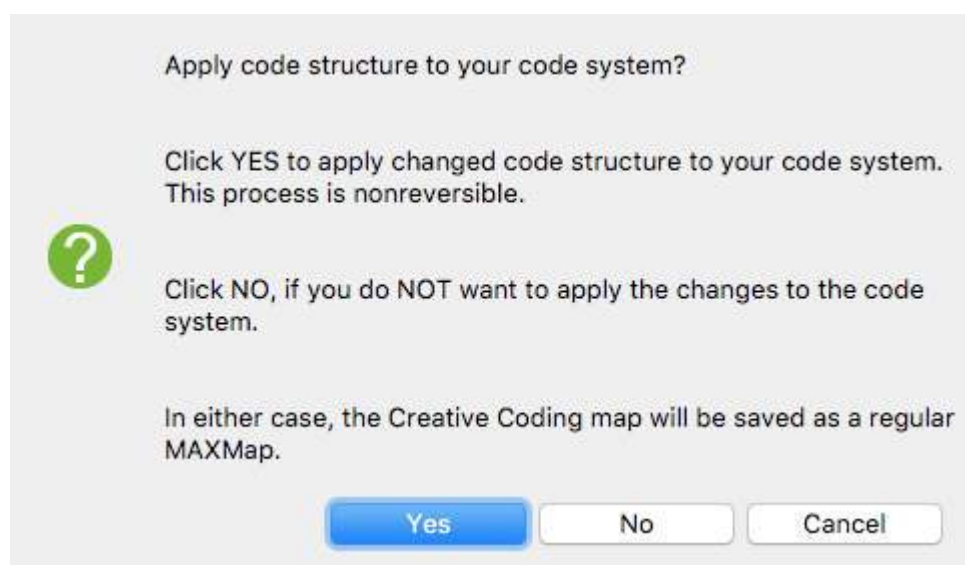 Apply code structure to your code system?
Click YES to apply changed code structure to your code system.
This process is nonreversible.
Click NO, if you do NOT want to apply the changes to the code
system.
In either case, the Creative Coding map will be saved as a regular
MAXMap.
Yes No Cancel